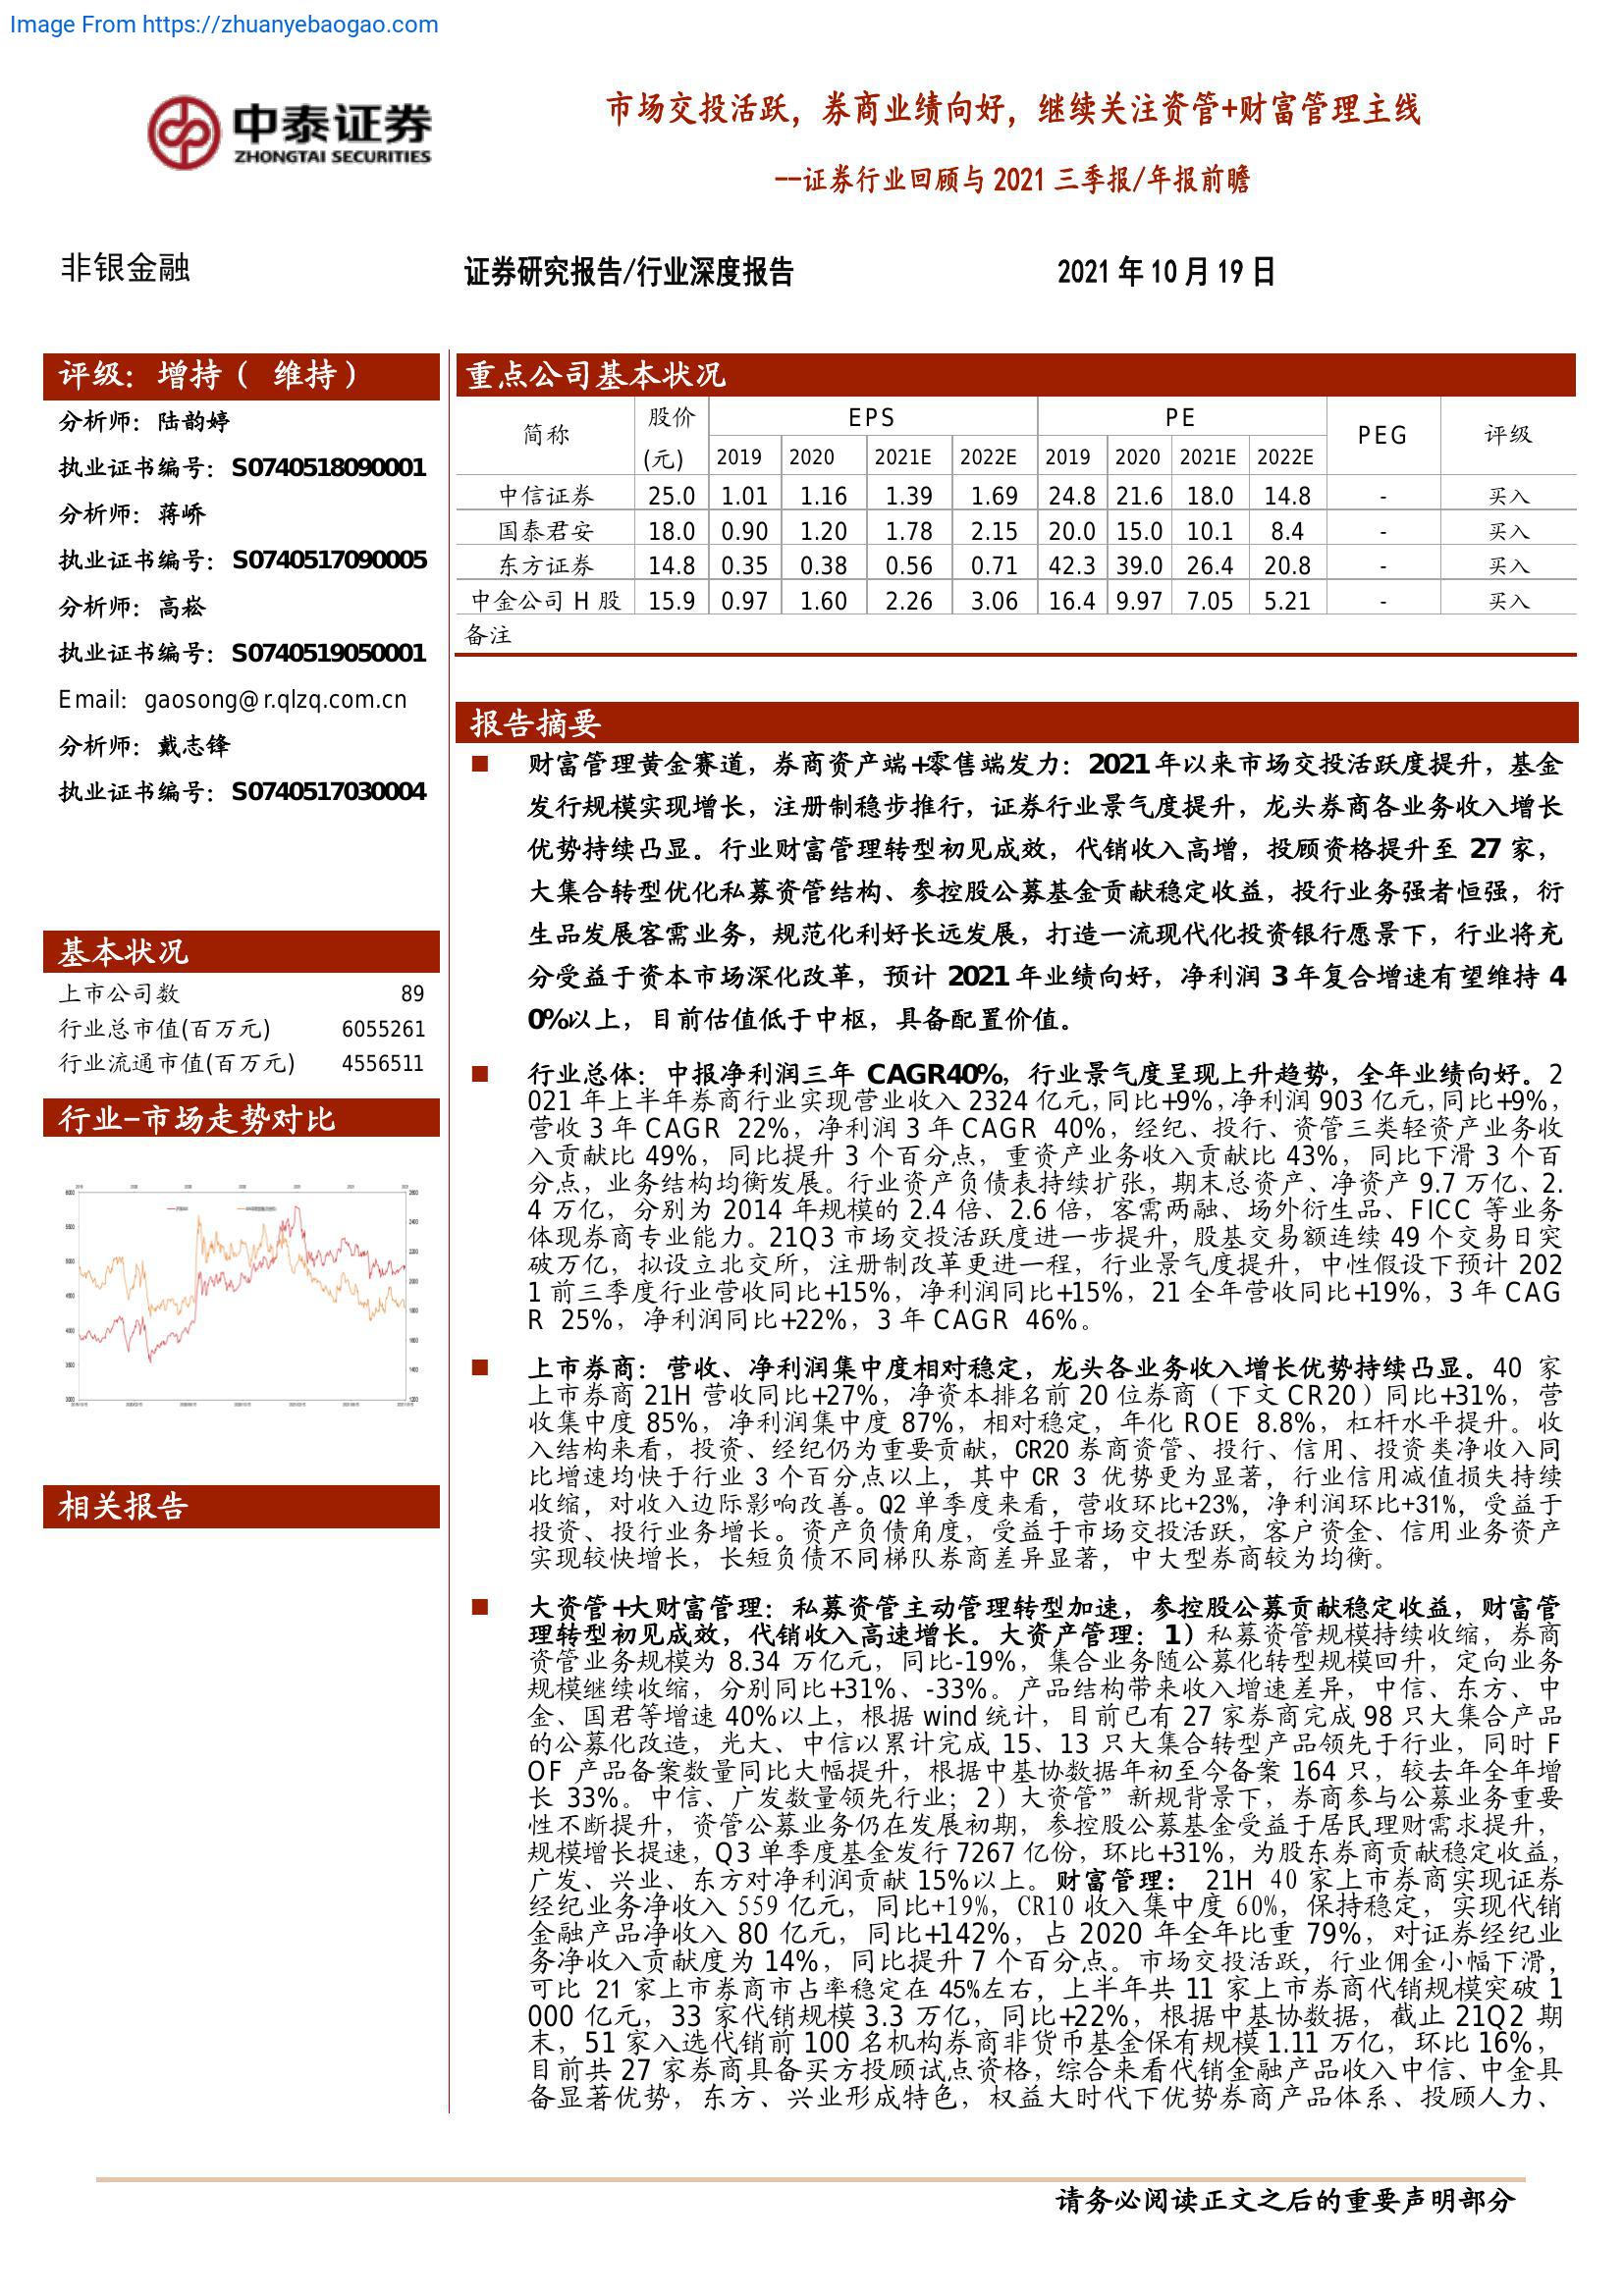 Image From https://zhuanyebaogao.com
中泰证券
ZHONGTAI SECURITIES
市场交投活跃，券商业绩向好，继续关注资管+财富管理主线
--证券行业回顾与 2021 三季报/年报前瞻
非银金融 证券研究报告/行业深度报告 2021 年 10 月 19 日
评级：增持（ 维持）
分析师：陆韵婷
执业证书编号：S0740518090001
分析师：蒋峤
执业证书编号：S0740517090005
分析师：高崧
执业证书编号：S0740519050001
Email：gaosong@r.qlzq.com.cn
分析师：戴志锋
执业证书编号：S0740517030004
基本状况
上市公司数 89
行业总市值(百万元) 6055261
行业流通市值(百万元) 4556511
行业-市场走势对比
相关报告
重点公司基本状况
简称 股价(元) EPS PE PEG 评级
2019 2020 2021E 2022E 2019 2020 2021E 2022E
中信证券 25.0 1.01 1.16 1.39 1.69 24.8 21.6 18.0 14.8 - 买入
国泰君安 18.0 0.90 1.20 1.78 2.15 20.0 15.0 10.1 8.4 - 买入
东方证券 14.8 0.35 0.38 0.56 0.71 42.3 39.0 26.4 20.8 - 买入
中金公司 H 股 15.9 0.97 1.60 2.26 3.06 16.4 9.97 7.05 5.21 - 买入
备注
报告摘要
■ 财富管理黄金赛道，券商资产端+零售端发力：2021 年以来市场交投活跃度提升，基金
发行规模实现增长，注册制稳步推行，证券行业景气度提升，龙头券商各业务收入增长
优势持续凸显。行业财富管理转型初见成效，代销收入高增，投顾资格提升至 27 家，
大集合转型优化私募资管结构、参控股公募基金贡献稳定收益，投行业务强者恒强，衍
生品发展客需业务，规范化利好长远发展，打造一流现代化投资银行愿景下，行业将充
分受益于资本市场深化改革，预计 2021 年业绩向好，净利润 3 年复合增速有望维持 4
0%以上，目前估值低于中枢，具备配置价值。
■ 行业总体：中报净利润三年 CAGR40%，行业景气度呈现上升趋势，全年业绩向好。2
021 年上半年券商行业实现营业收入 2324 亿元，同比+9%，净利润 903 亿元，同比+9%，
营收 3 年 CAGR 22%，净利润 3 年 CAGR 40%，经纪、投行、资管三类轻资产业务收
入贡献比 49%，同比提升 3 个百分点，重资产业务收入贡献比 43%，同比下滑 3 个百
分点，业务结构均衡发展。行业资产负债表持续扩张，期末总资产、净资产 9.7 万亿、2.
4 万亿，分别为 2014 年规模的 2.4 倍、2.6 倍，客需两融、场外衍生品、FICC 等业务
体现券商专业能力。21Q3 市场交投活跃度进一步提升，股基交易额连续 49 个交易日突
破万亿，拟设立北交所，注册制改革更进一程，行业景气度提升，中性假设下预计 202
1 前三季度行业营收同比+15%，净利润同比+15%，21 全年营收同比+19%，3 年 CAG
R 25%，净利润同比+22%，3 年 CAGR 46%。
■ 上市券商：营收、净利润集中度相对稳定，龙头各业务收入增长优势持续凸显。40 家
上市券商 21H 营收同比+27%，净资本排名前 20 位券商（下文 CR20）同比+31%，营
收集中度 85%，净利润集中度 87%，相对稳定，年化 ROE 8.8%，杠杆水平提升。收
入结构来看，投资、经纪仍为重要贡献，CR20 券商资管、投行、信用、投资类净收入同
比增速均快于行业 3 个百分点以上，其中 CR 3 优势更为显著，行业信用减值损失持续
收缩，对收入边际影响改善。Q2 单季度来看，营收环比+23%，净利润环比+31%，受益于
投资、投行业务增长。资产负债角度，受益于市场交投活跃，客户资金、信用业务资产
实现较快增长，长短负债不同梯队券商差异显著，中大型券商较为均衡。
■ 大资管+大财富管理：私募资管主动管理转型加速，参控股公募贡献稳定收益，财富管
理转型初见成效，代销收入高速增长。大资产管理：1）私募资管规模持续收缩，券商
资管业务规模为 8.34 万亿元，同比-19%，集合业务随公募化转型规模回升，定向业务
规模继续收缩，分别同比+31%、-33%。产品结构带来收入增速差异，中信、东方、中
金、国君等增速 40%以上，根据 wind 统计，目前已有 27 家券商完成 98 只大集合产品
的公募化改造，光大、中信以累计完成 15、13 只大集合转型产品领先于行业，同时 F
OF 产品备案数量同比大幅提升，根据中基协数据年初至今备案 164 只，较去年全年增
长 33%。中信、广发数量领先行业；2）大资管”新规背景下，券商参与公募业务重要
性不断提升，资管公募业务仍在发展初期，参控股公募基金受益于居民理财需求提升，
规模增长提速，Q3 单季度基金发行 7267 亿份，环比+31%，为股东券商贡献稳定收益，
广发、兴业、东方对净利润贡献 15%以上。财富管理： 21H 40 家上市券商实现证券
经纪业务净收入 559 亿元，同比+19%，CR10 收入集中度 60%，保持稳定，实现代销
金融产品净收入 80 亿元，同比+142%，占 2020 年全年比重 79%，对证券经纪业
务净收入贡献度为 14%，同比提升 7 个百分点。市场交投活跃，行业佣金小幅下滑，
可比 21 家上市券商市占率稳定在 45%左右，上半年共 11 家上市券商代销规模突破 1
000 亿元，33 家代销规模 3.3 万亿，同比+22%，根据中基协数据，截止 21Q2 期
末，51 家入选代销前 100 名机构券商非货币基金保有规模 1.11 万亿，环比 16%，
目前共 27 家券商具备买方投顾试点资格，综合来看代销金融产品收入中信、中金具
备显著优势，东方、兴业形成特色，权益大时代下优势券商产品体系、投顾人力、
请务必阅读正文之后的重要声明部分